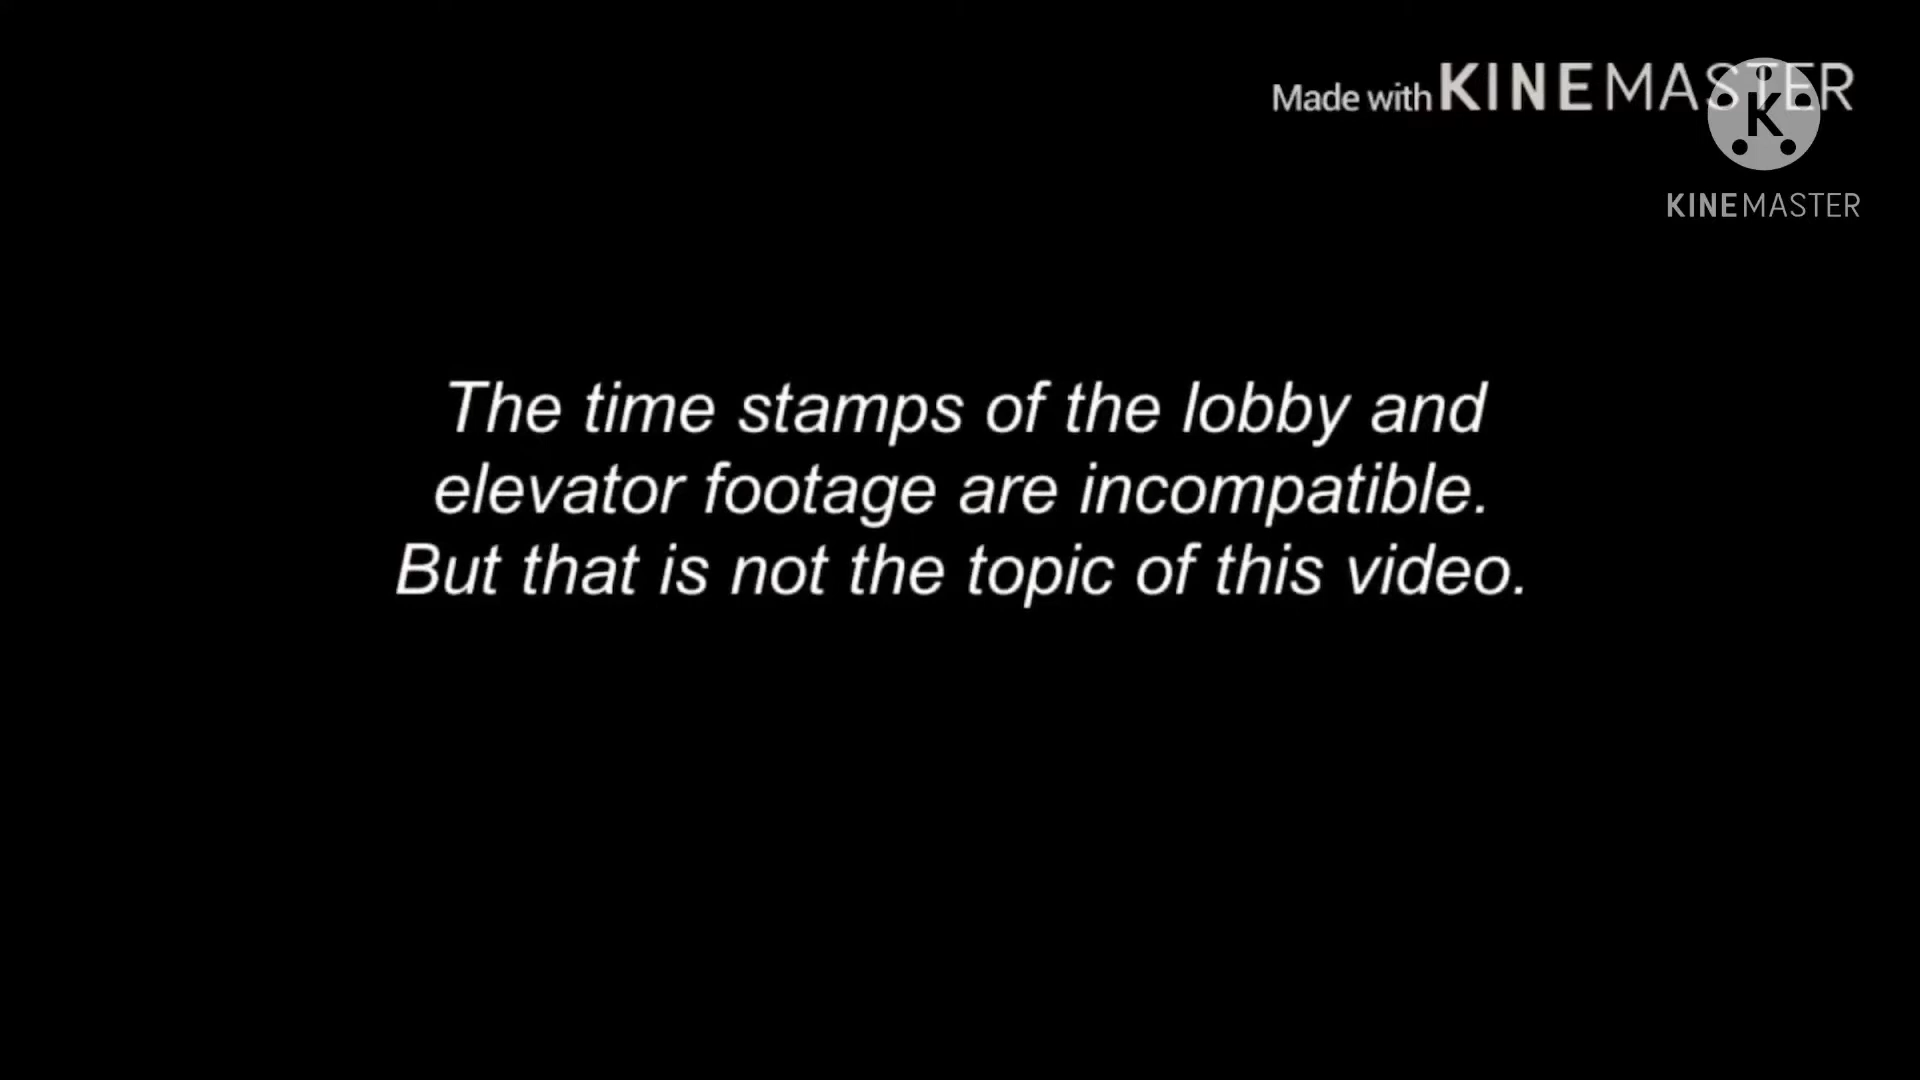 Made with KINEMASTER
K
KINEMASTER
The time stamps of the lobby and
elevator footage are incompatible.
But that is not the topic of this video.